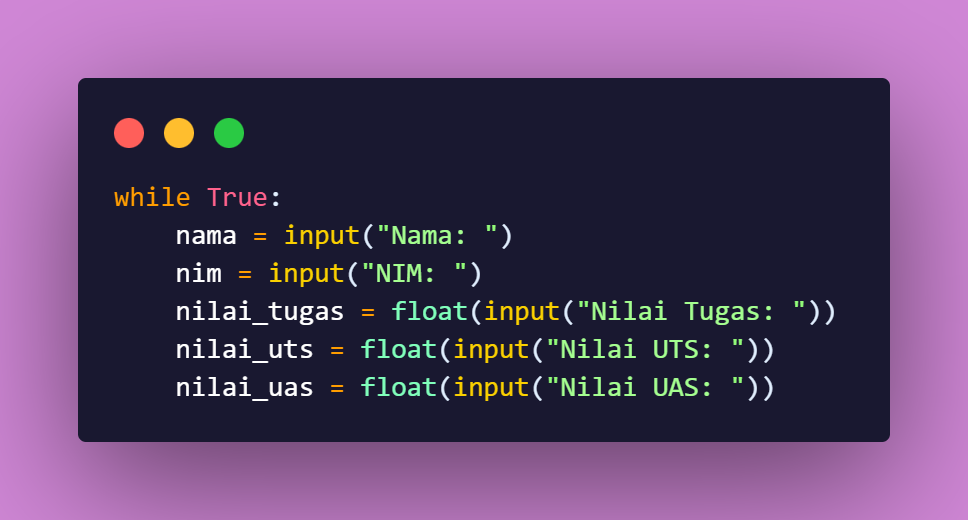 while True:
    nama = input("Nama: ")
    nim = input("NIM: ")
    nilai_tugas = float(input("Nilai Tugas: "))
    nilai_uts = float(input("Nilai UTS: "))
    nilai_uas = float(input("Nilai UAS: "))